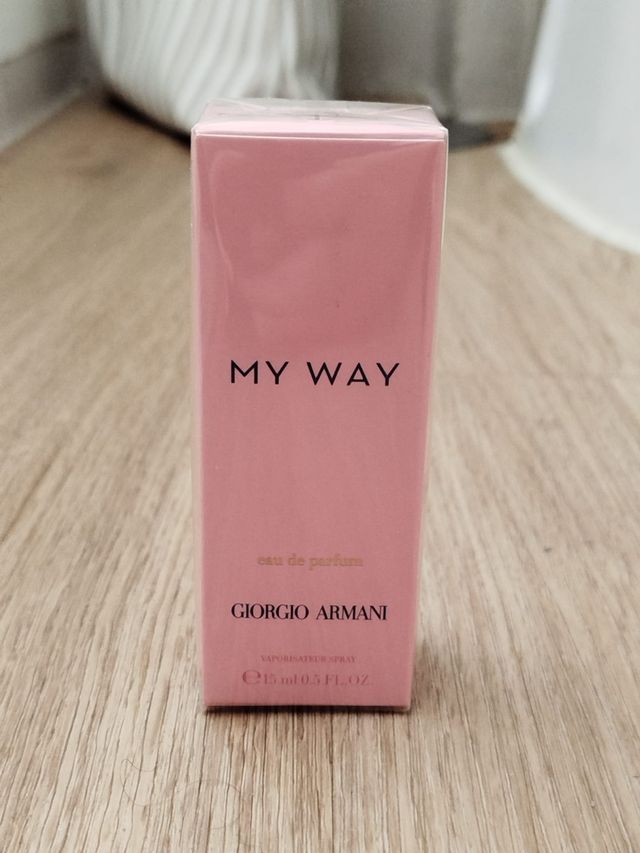 MY WAY
eau de parfum
GIORGIO ARMANI
VAPORISATEUR SPRAY
℮15 ml 0.5 FL.OZ.